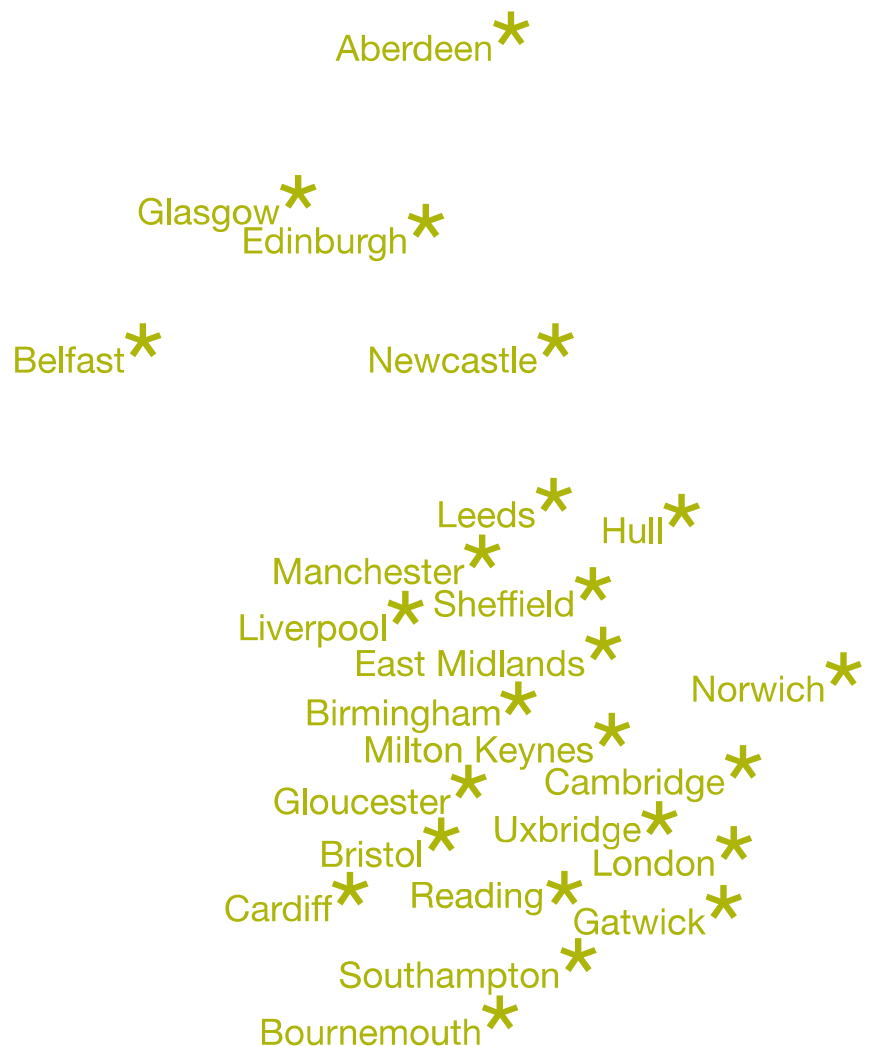 Aberdeen*
Glasgow*
Edinburgh*
Belfast*
Newcastle*
Leeds*
Hull*
Manchester*
Sheffield*
Liverpool*
East Midlands*
Norwich*
Birmingham*
Milton Keynes*
Cambridge*
Gloucester*
Uxbridge*
Bristol*
London*
Cardiff*
Reading*
Gatwick*
Southampton*
Bournemouth*